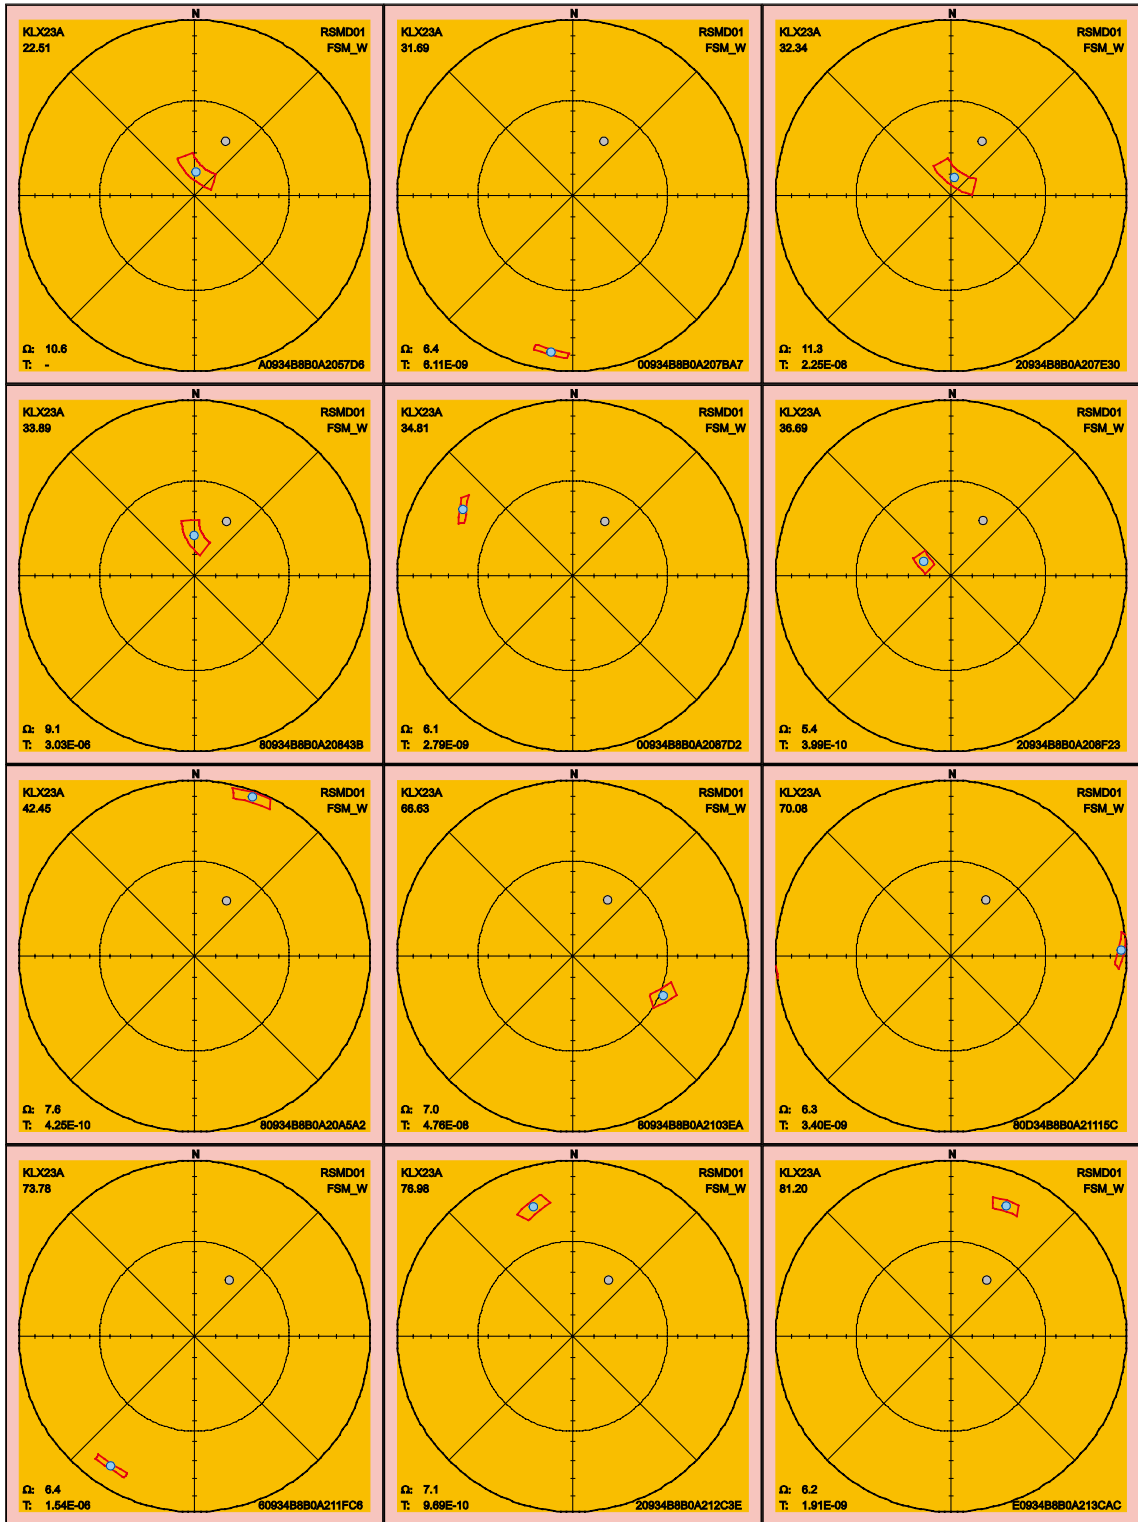 N
KLX23A RSMD01
22.51 FSM_W
Ω: 10.6
T: - A0934B8B0A2057D6
N
KLX23A RSMD01
31.69 FSM_W
Ω: 6.4
T: 6.11E-09 00934B8B0A207BA7
N
KLX23A RSMD01
32.34 FSM_W
Ω: 11.3
T: 2.25E-08 20934B8B0A207E30
N
KLX23A RSMD01
33.89 FSM_W
Ω: 9.1
T: 3.03E-06 80934B8B0A20843B
N
KLX23A RSMD01
34.81 FSM_W
Ω: 6.1
T: 2.79E-09 00934B8B0A2087D2
N
KLX23A RSMD01
36.69 FSM_W
Ω: 5.4
T: 3.99E-10 20934B8B0A208F23
N
KLX23A RSMD01
42.45 FSM_W
Ω: 7.6
T: 4.25E-10 80934B8B0A20A5A2
N
KLX23A RSMD01
66.63 FSM_W
Ω: 7.0
T: 4.76E-08 80934B8B0A2103EA
N
KLX23A RSMD01
70.08 FSM_W
Ω: 6.3
T: 3.40E-09 80D34B8B0A21115C
N
KLX23A RSMD01
73.78 FSM_W
Ω: 6.4
T: 1.54E-06 60934B8B0A211FC6
N
KLX23A RSMD01
76.98 FSM_W
Ω: 7.1
T: 9.69E-10 20934B8B0A212C3E
N
KLX23A RSMD01
81.20 FSM_W
Ω: 6.2
T: 1.91E-09 E0934B8B0A213CAC